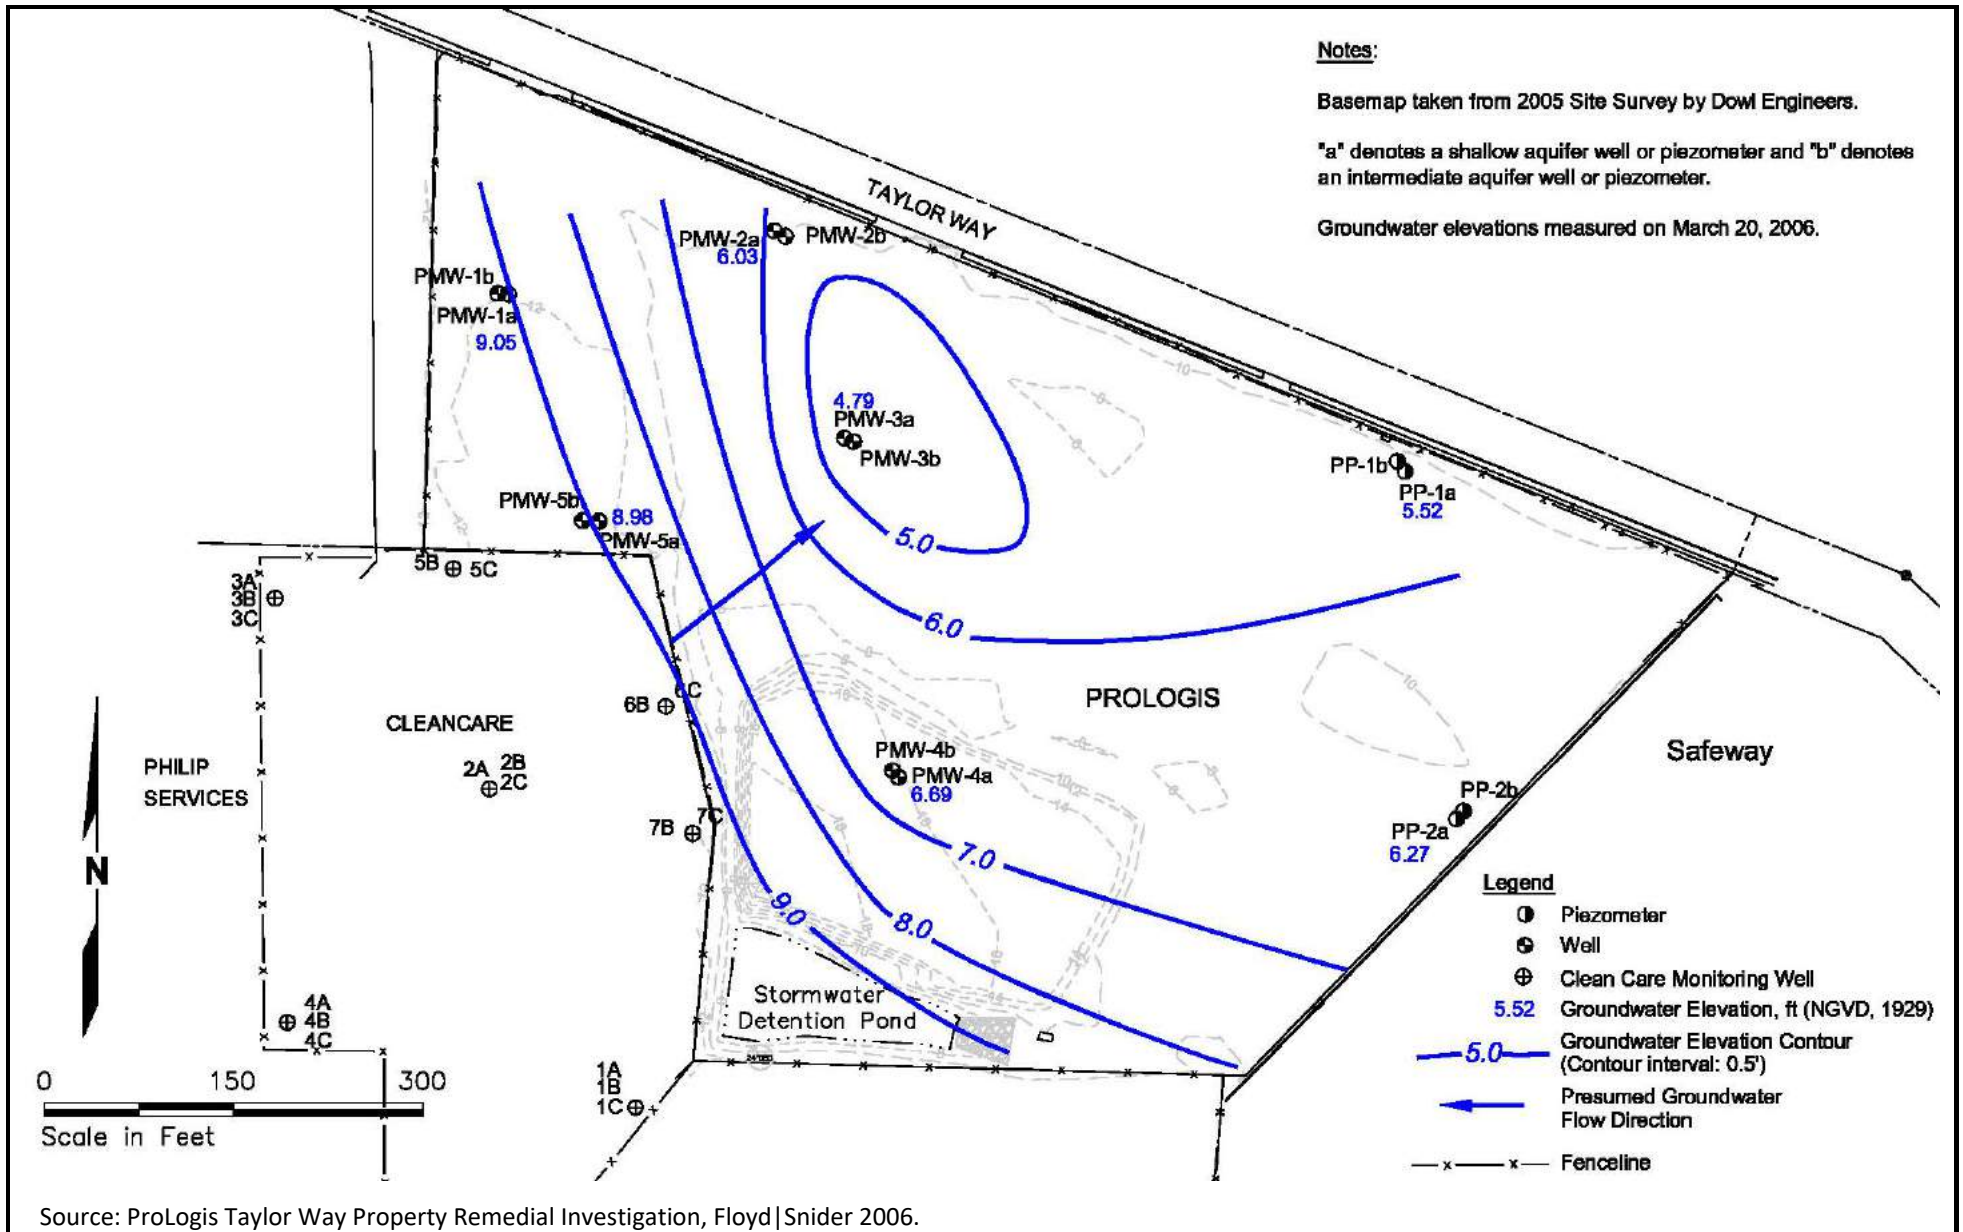 Notes:
Basemap taken from 2005 Site Survey by Dowl Engineers.
"a" denotes a shallow aquifer well or piezometer and "b" denotes
an intermediate aquifer well or piezometer.
Groundwater elevations measured on March 20, 2006.
TAYLOR WAY
PMW-2a
PMW-2b
6.03
PMW-1b
PMW-1a
9.05
4.79
PMW-3a
PMW-3b
PP-1b
PP-1a
5.52
PMW-5b
8.98
PMW-5a
5.0
5B
5C
3A
3B
3C
6.0
6C
6B
PROLOGIS
CLEANCARE
PHILIP
SERVICES
2A
2B
2C
PMW-4b
PMW-4a
6.69
Safeway
7C
7B
PP-2b
PP-2a
6.27
7.0
9.0
8.0
N
Stormwater
Detention Pond
4A
4B
4C
1A
1B
1C
0 150 300
Scale in Feet
Legend
Piezometer
Well
Clean Care Monitoring Well
5.52 Groundwater Elevation, ft (NGVD, 1929)
5.0 Groundwater Elevation Contour
(Contour interval: 0.5')
Presumed Groundwater
Flow Direction
Fenceline
Source: ProLogis Taylor Way Property Remedial Investigation, Floyd|Snider 2006.